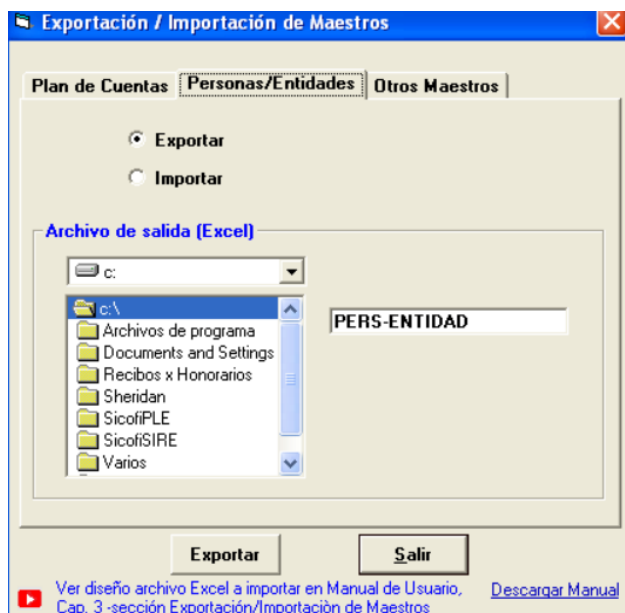 Exportación / Importación de Maestros
Plan de Cuentas Personas/Entidades Otros Maestros
Exportar
Importar
Archivo de salida (Excel)
c:
c:\
Archivos de programa
Documents and Settings
Recibos x Honorarios
Sheridan
SicofiPLE
SicofiSIRE
Varios
PERS-ENTIDAD
Exportar Salir
Ver diseño archivo Excel a importar en Manual de Usuario,
Cap. 3 -sección Exportación/Importaciòn de Maestros
Descargar Manual